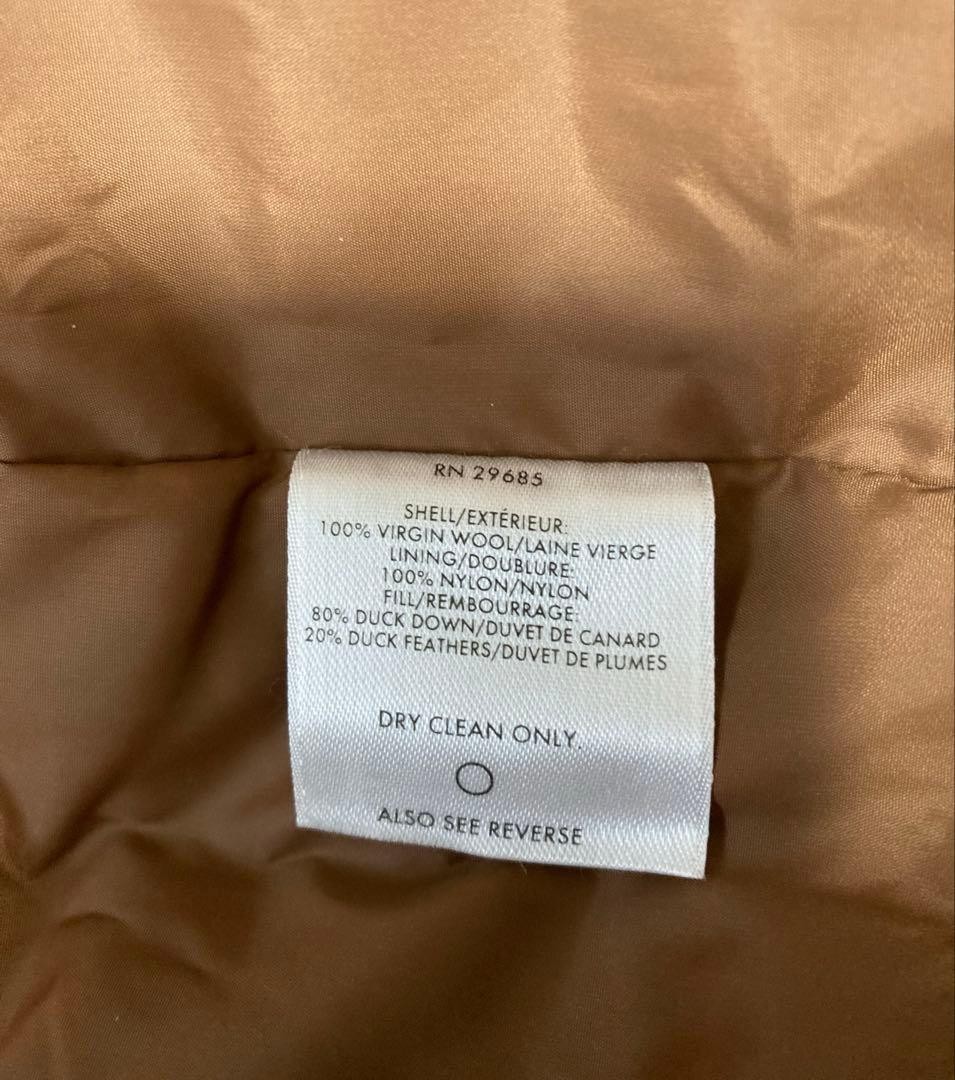 RN 29685
SHELL/EXTÉRIEUR:
100% VIRGIN WOOL/LAINE VIERGE
LINING/DOUBLURE:
100% NYLON/NYLON
FILL/REMBOURRAGE:
80% DUCK DOWN/DUVET DE CANARD
20% DUCK FEATHERS/DUVET DE PLUMES
DRY CLEAN ONLY.
ALSO SEE REVERSE